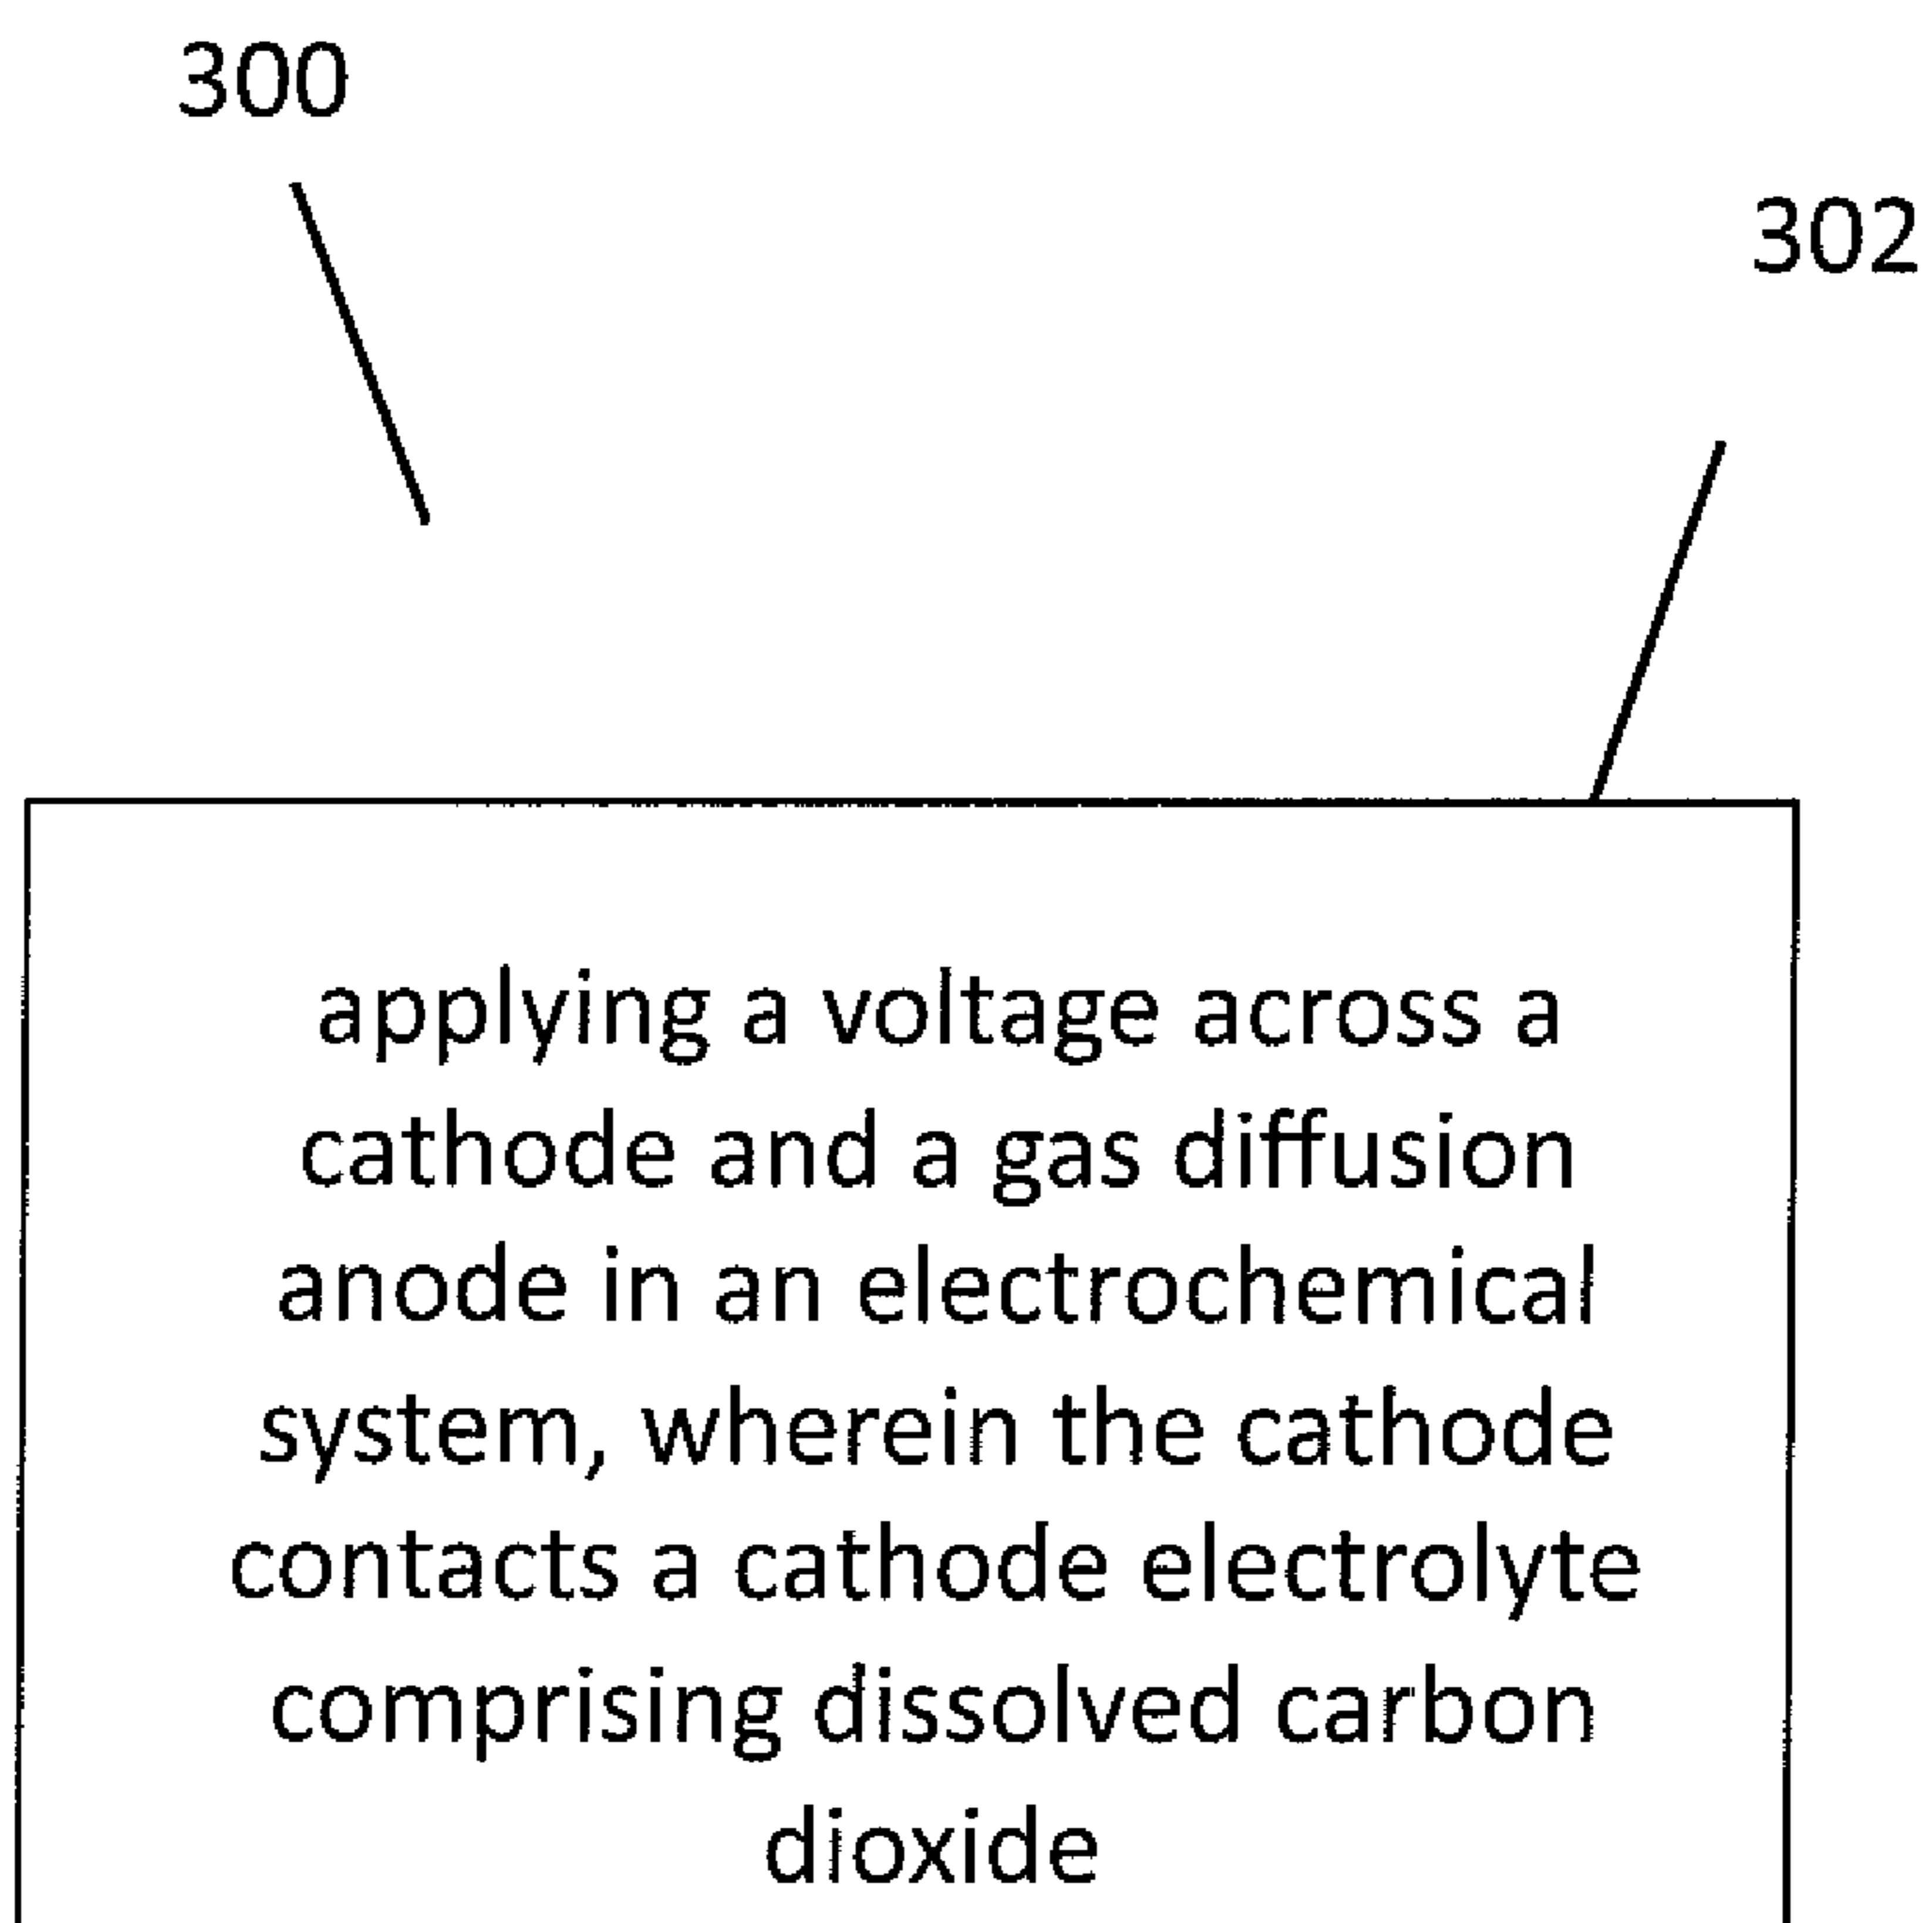 300
302
applying a voltage across a
cathode and a gas diffusion
anode in an electrochemical
system, wherein the cathode
contacts a cathode electrolyte
comprising dissolved carbon
dioxide